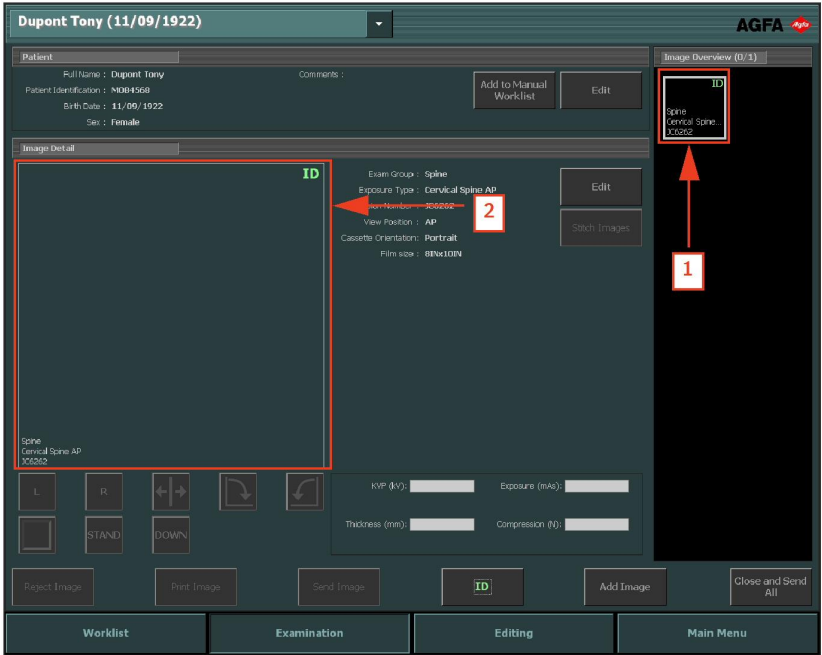 Dupont Tony (11/09/1922)
AGFA
Patient
Full Name : Dupont Tony
Comments :
Patient Identification : MOB4568
Birth Date : 11/09/1922
Sex : Female
Add to Manual
Worklist
Edit
Image Overview (0/1)
ID
Spine
Cervical Spine...
JC6262
1
Image Detail
ID
Spine
Cervical Spine AP
JC6262
Exam Group : Spine
Exposure Type : Cervical Spine AP
Number : JC6262
View Position : AP
Cassette Orientation: Portrait
Film size : 8INx10IN
2
Edit
Stitch Images
L
R
STAND
DOWN
KVP (kV):
Exposure (mAs):
Thickness (mm):
Compression (N):
Reject Image
Print Image
Send Image
ID
Add Image
Close and Send
All
Worklist
Examination
Editing
Main Menu